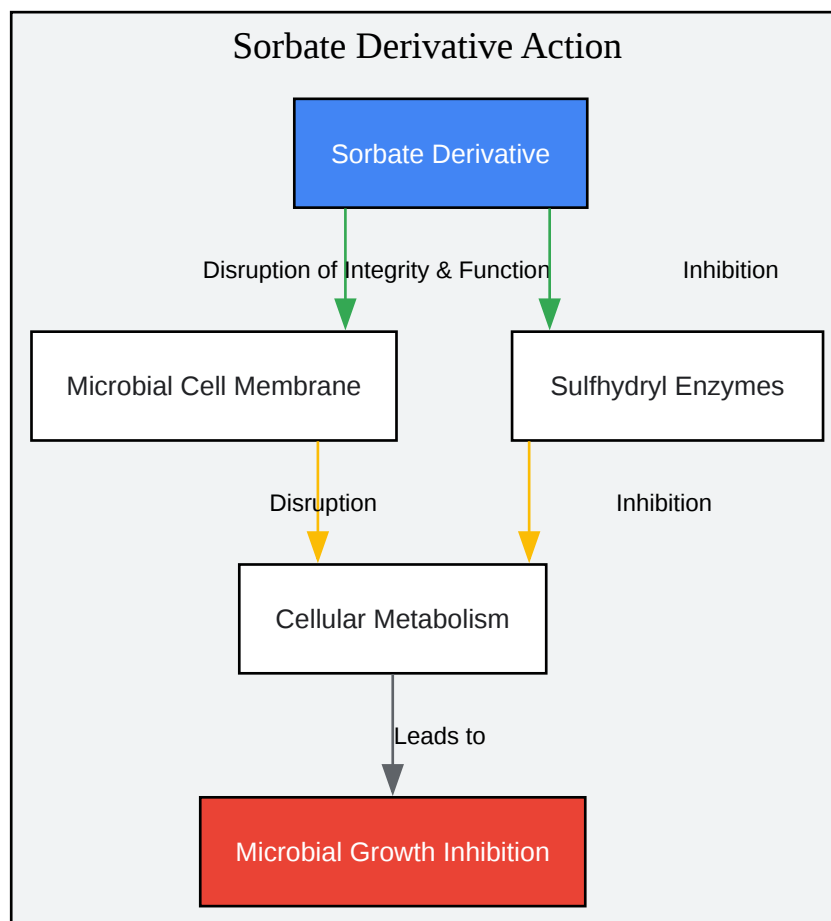 Sorbate Derivative Action
Sorbate Derivative
Disruption of Integrity & Function
Inhibition
Microbial Cell Membrane
Sulfhydryl Enzymes
Disruption
Inhibition
Cellular Metabolism
Leads to
Microbial Growth Inhibition